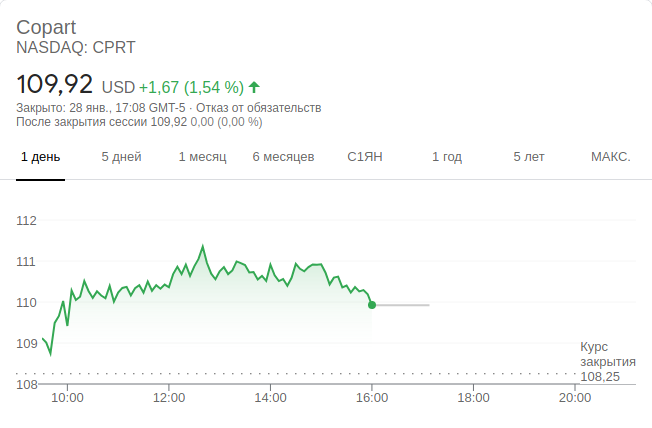 Copart
NASDAQ: CPRT
109,92 USD +1,67 (1,54 %)
Закрыто: 28 янв., 17:08 GMT-5 · Отказ от обязательств
После закрытия сессии 109,92 0,00 (0,00 %)
1 день 5 дней 1 месяц 6 месяцев С1ЯН 1 год 5 лет МАКС.
112
111
110
109
Курс
закрытия
108,25
108
10:00 12:00 14:00 16:00 18:00 20:00